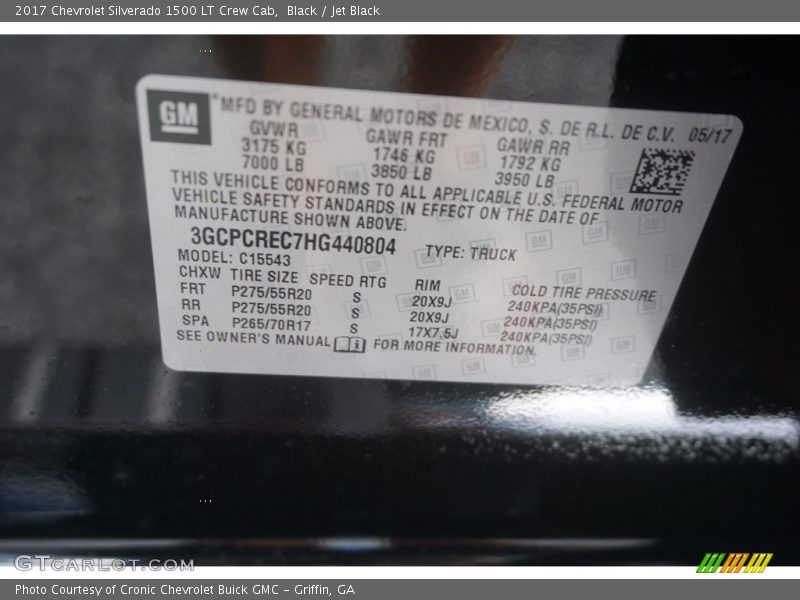 2017 Chevrolet Silverado 1500 LT Crew Cab, Black / Jet Black
GM
*MFD BY GENERAL MOTORS DE MEXICO, S. DE R.L. DE C.V. 05/17
GVWR GAWR FRT GAWR RR
3175 KG 1746 KG 1792 KG
7000 LB 3850 LB 3950 LB
THIS VEHICLE CONFORMS TO ALL APPLICABLE U.S. FEDERAL MOTOR
VEHICLE SAFETY STANDARDS IN EFFECT ON THE DATE OF
MANUFACTURE SHOWN ABOVE.
3GCPCREC7HG440804 TYPE: TRUCK
MODEL: C15543
CHXW TIRE SIZE SPEED RTG RIM COLD TIRE PRESSURE
FRT P275/55R20 S 20X9J 240KPA(35PSI)
RR P275/55R20 S 20X9J 240KPA(35PSI)
SPA P265/70R17 S 17X7.5J 240KPA(35PSI)
SEE OWNER'S MANUAL FOR MORE INFORMATION.
GTCARLOT.COM
Photo Courtesy of Cronic Chevrolet Buick GMC – Griffin, GA